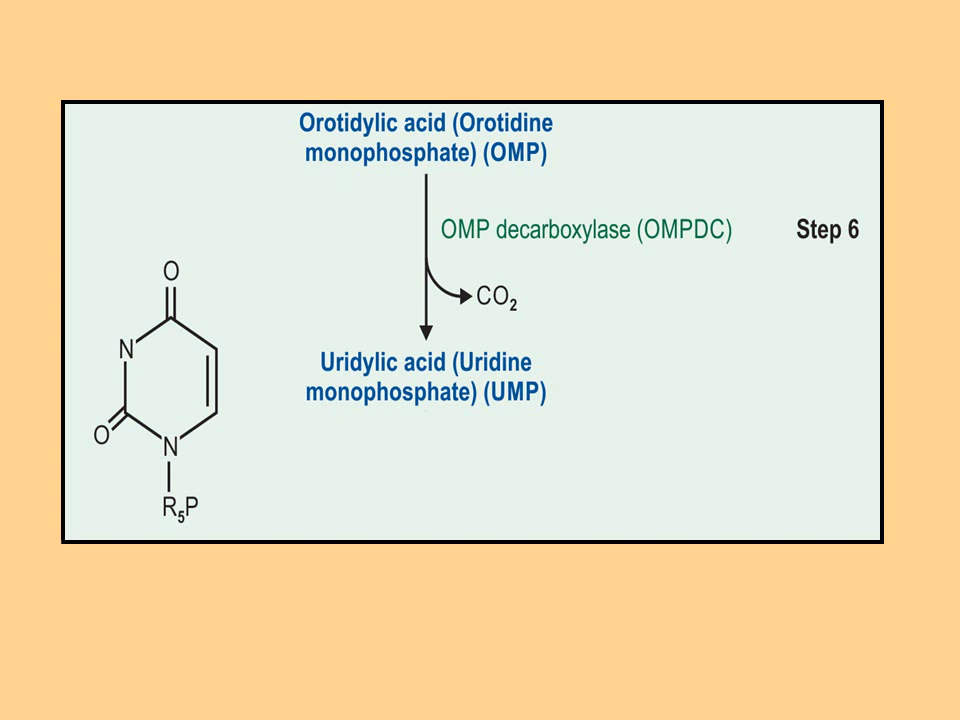 Orotidylic acid (Orotidine
monophosphate) (OMP)
OMP decarboxylase (OMPDC)
Step 6
CO₂
Uridylic acid (Uridine
monophosphate) (UMP)
O
N
O
N
R₅P